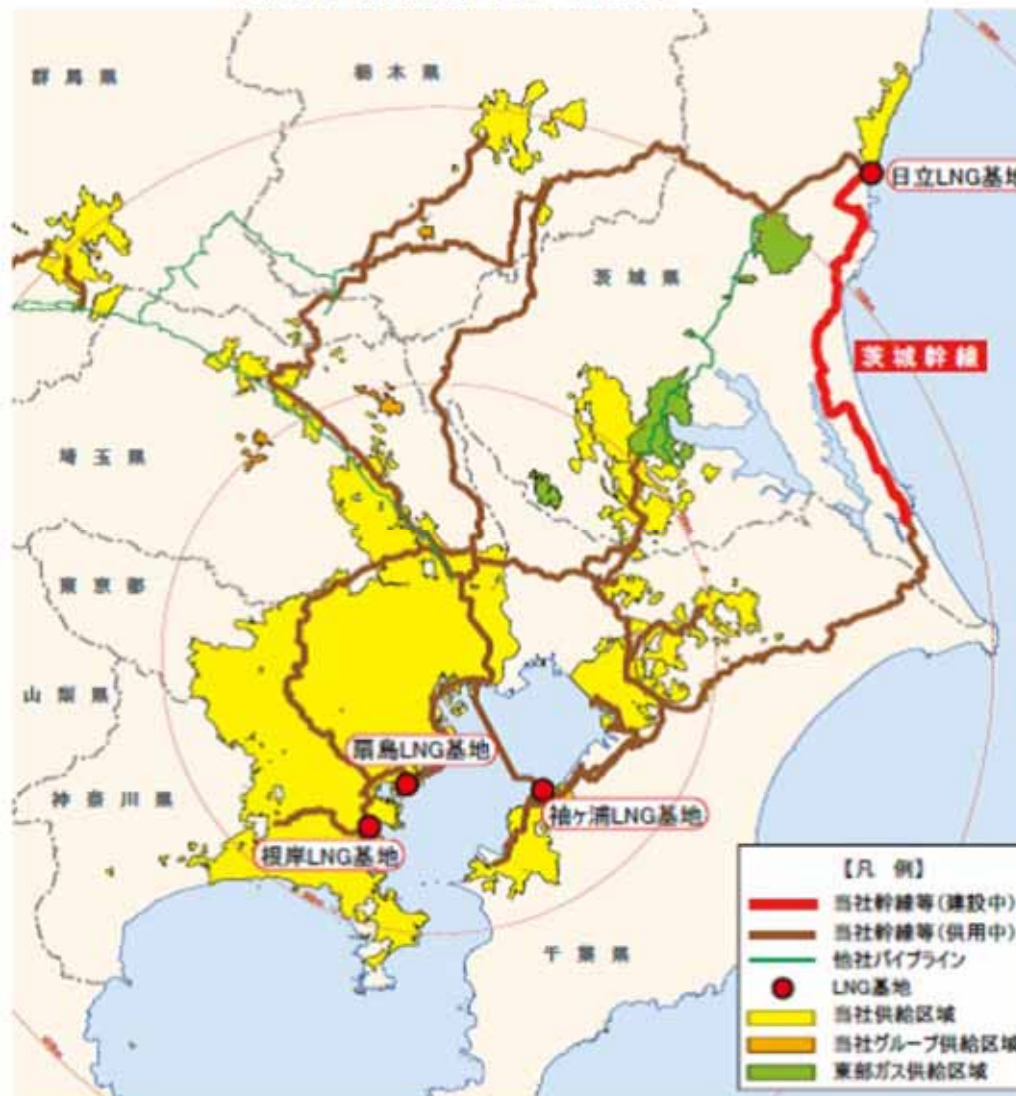 群馬県
栃木県
日立LNG基地
茨城県
茨城幹線
埼玉県
東京都
山梨県
扇島LNG基地
神奈川県
袖ヶ浦LNG基地
根岸LNG基地
千葉県
【凡 例】
当社幹線等(建設中)
当社幹線等(供用中)
他社パイプライン
LNG基地
当社供給区域
当社グループ供給区域
東部ガス供給区域